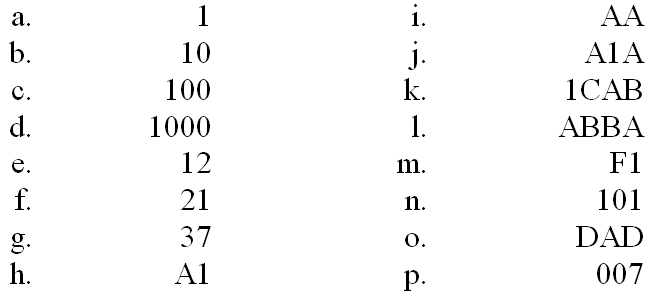 a. 1 i. AA
b. 10 j. A1A
c. 100 k. 1CAB
d. 1000 l. ABBA
e. 12 m. F1
f. 21 n. 101
g. 37 o. DAD
h. A1 p. 007